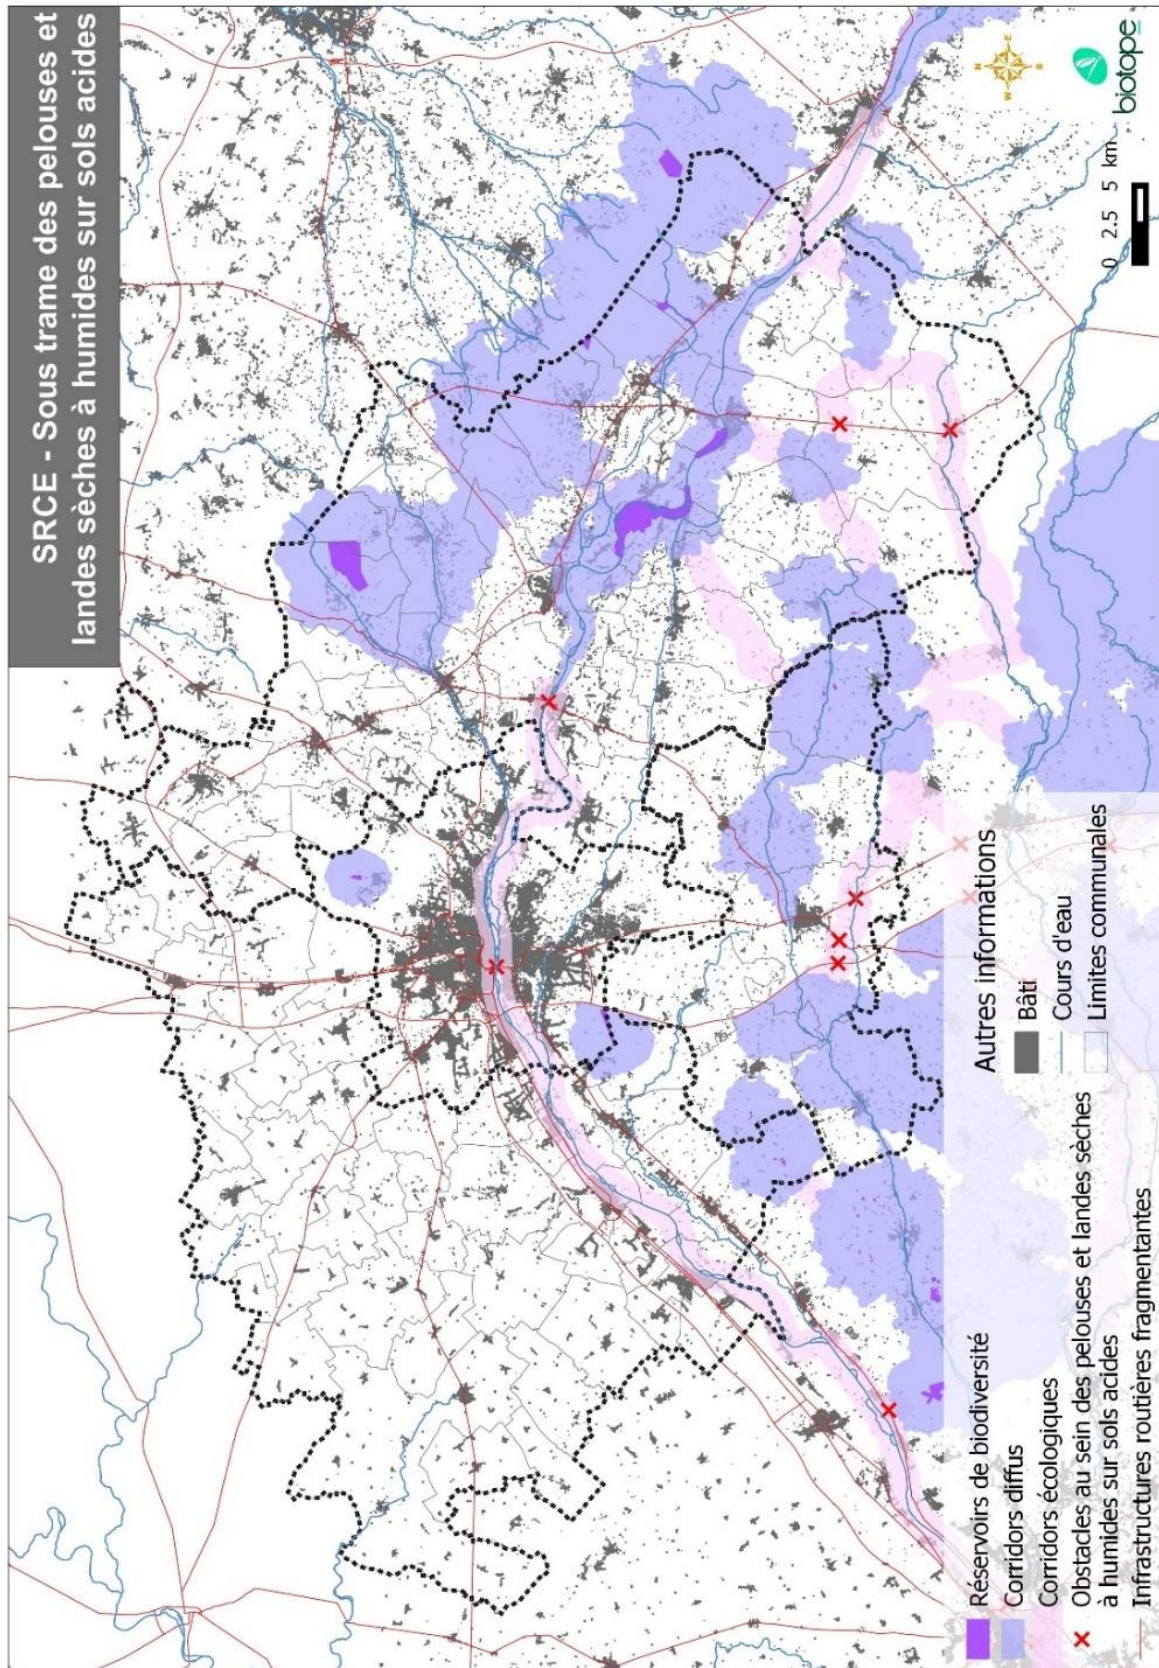 SRCE - Sous trame des pelouses et
landes sèches à humides sur sols acides
N
W E
S
biotope
0 2.5 5 km
Réservoirs de biodiversité
Corridors diffus
Corridors écologiques
Obstacles au sein des pelouses et landes sèches
à humides sur sols acides
Infrastructures routières fragmentantes
Autres informations
Bâti
Cours d'eau
Limites communales